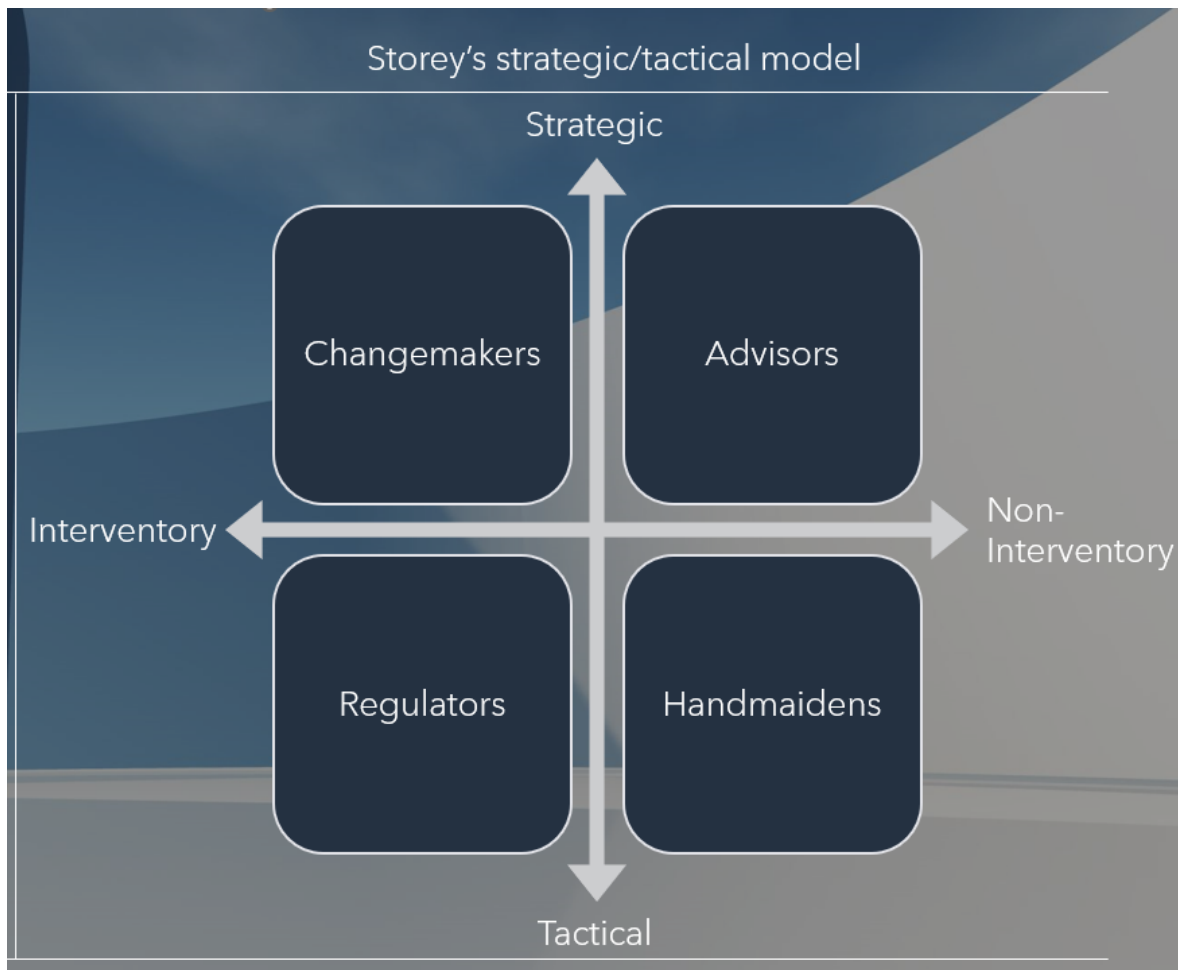 Storey's strategic/tactical model
Strategic
Changemakers
Advisors
Interventory
Non-
Interventory
Regulators
Handmaidens
Tactical